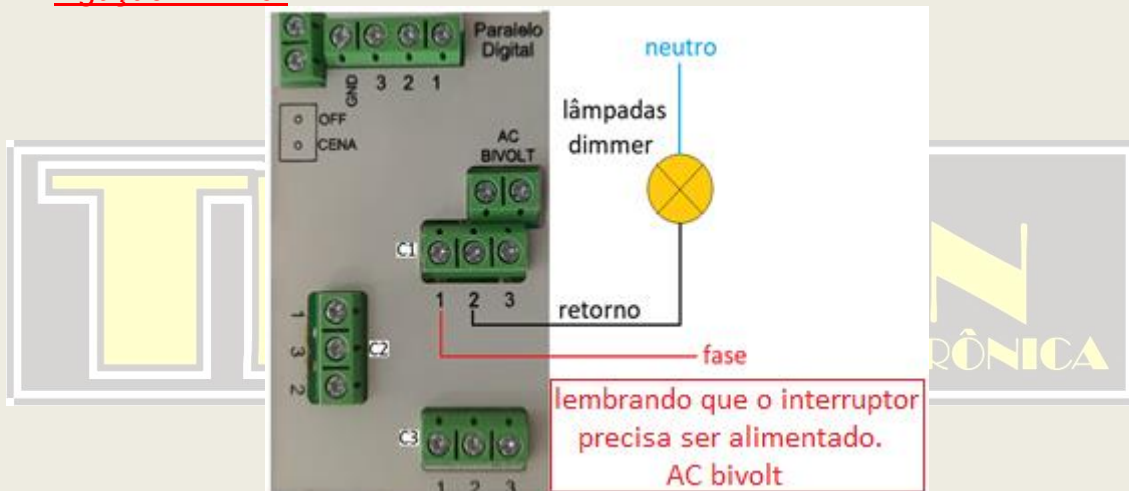 Paralelo
Digital
GND 3 2 1
OFF
CENA
AC
BIVOLT
C1
1 2 3
1
3
2
C2
C3
1 2 3
neutro
lâmpadas
dimmer
retorno
fase
lembrando que o interruptor
precisa ser alimentado.
AC bivolt